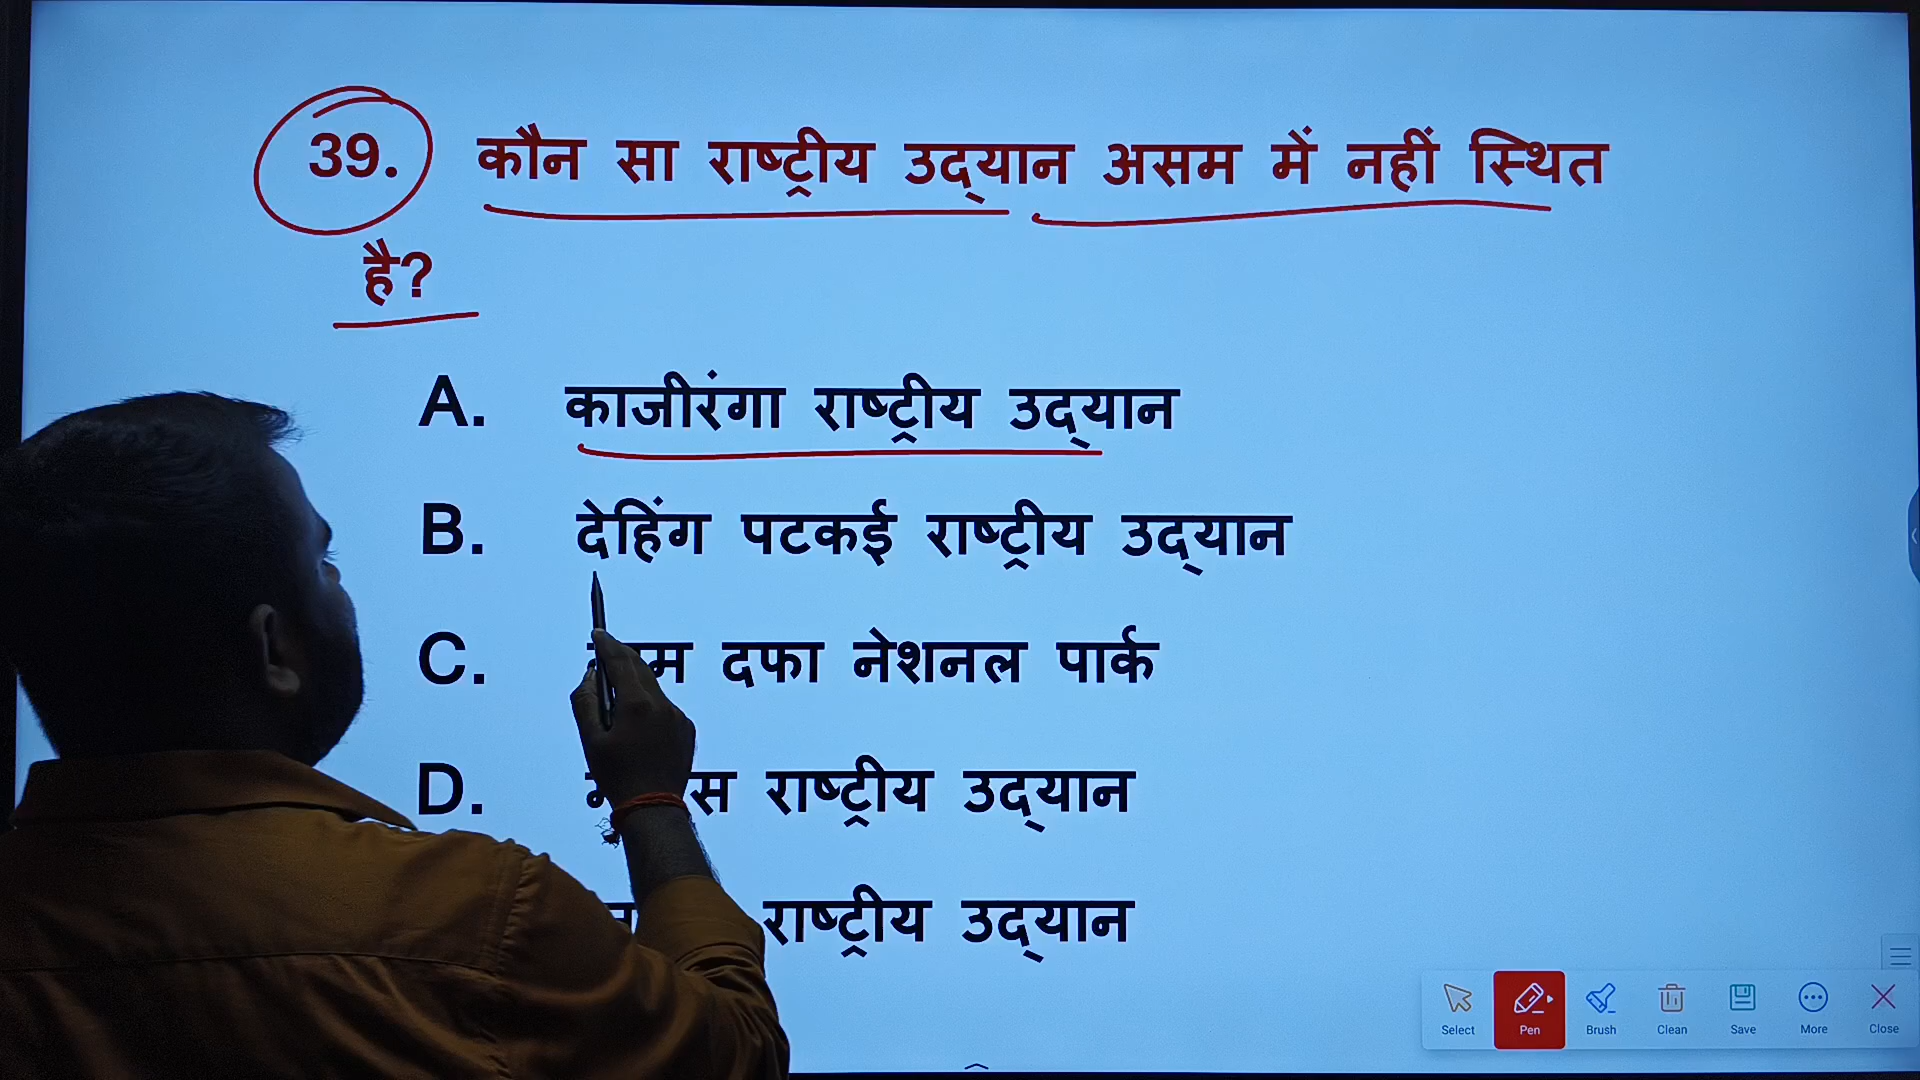 39. कौन सा राष्ट्रीय उद्यान असम में नहीं स्थित
है?
A. काजीरंगा राष्ट्रीय उद्यान
B. देहिंग पटकई राष्ट्रीय उद्यान
C. दफा नेशनल पार्क
D. राष्ट्रीय उद्यान
राष्ट्रीय उद्यान
Select Pen Brush Clean Save More Close